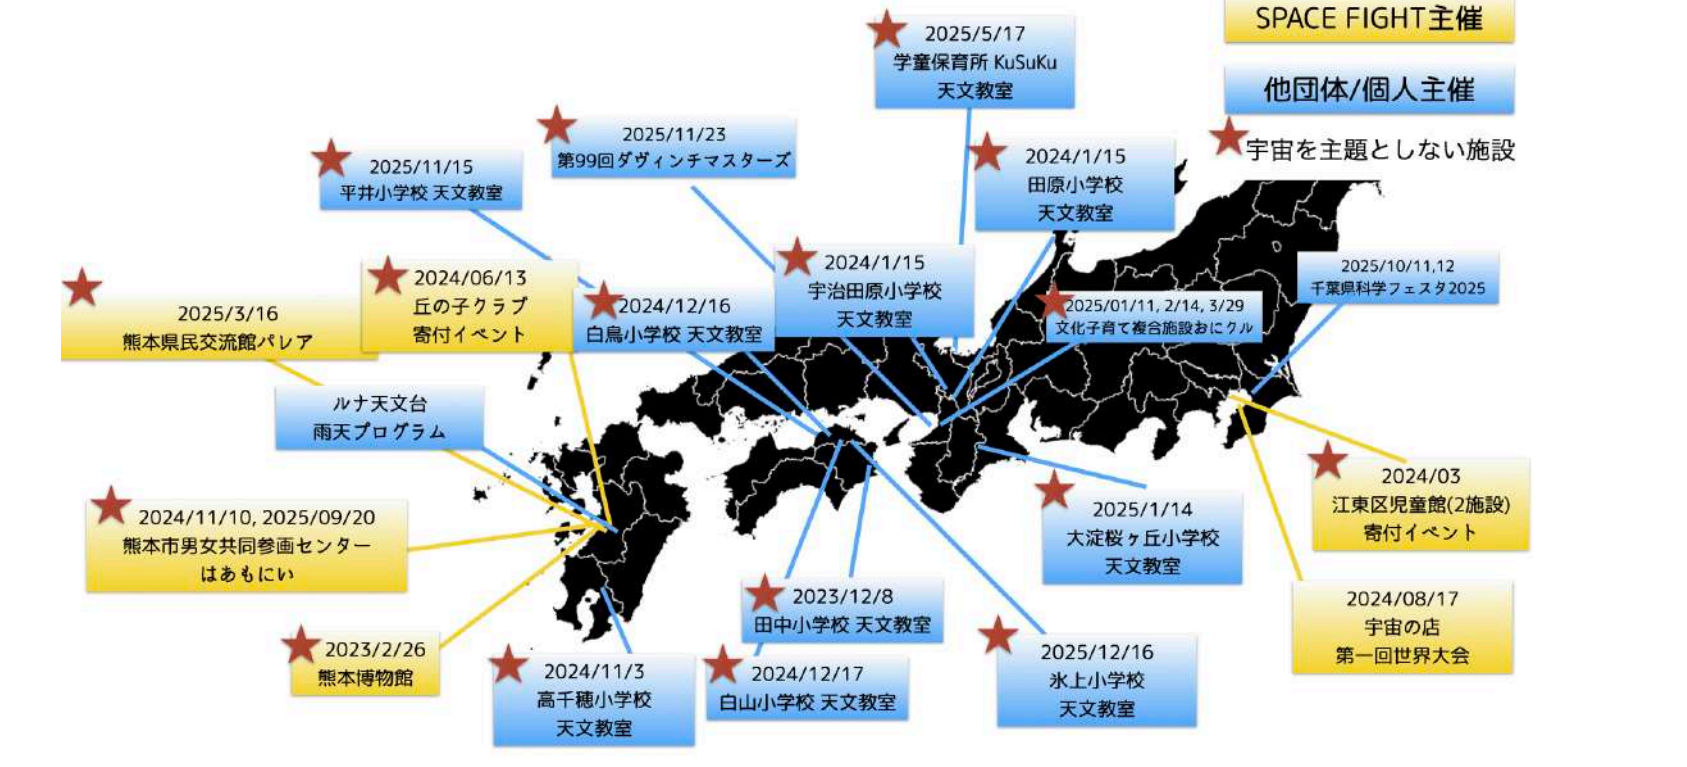 SPACE FIGHT主催
他団体/個人主催
宇宙を主題としない施設
2025/5/17
学童保育所 KuSuKu
天文教室
2025/11/23
第99回ダヴィンチマスターズ
2025/11/15
平井小学校 天文教室
2024/1/15
田原小学校
天文教室
2024/06/13
丘の子クラブ
寄付イベント
2024/1/15
宇治田原小学校
天文教室
2025/10/11,12
千葉県科学フェスタ2025
2025/3/16
熊本県民交流館パレア
2024/12/16
白鳥小学校 天文教室
2025/01/11, 2/14, 3/29
文化子育て複合施設おにクル
ルナ天文台
雨天プログラム
2024/11/10, 2025/09/20
熊本市男女共同参画センター
はあもにい
2025/1/14
大淀桜ヶ丘小学校
天文教室
2024/03
江東区児童館(2施設)
寄付イベント
2023/2/26
熊本博物館
2023/12/8
田中小学校 天文教室
2024/08/17
宇宙の店
第一回世界大会
2024/11/3
高千穂小学校
天文教室
2024/12/17
白山小学校 天文教室
2025/12/16
氷上小学校
天文教室